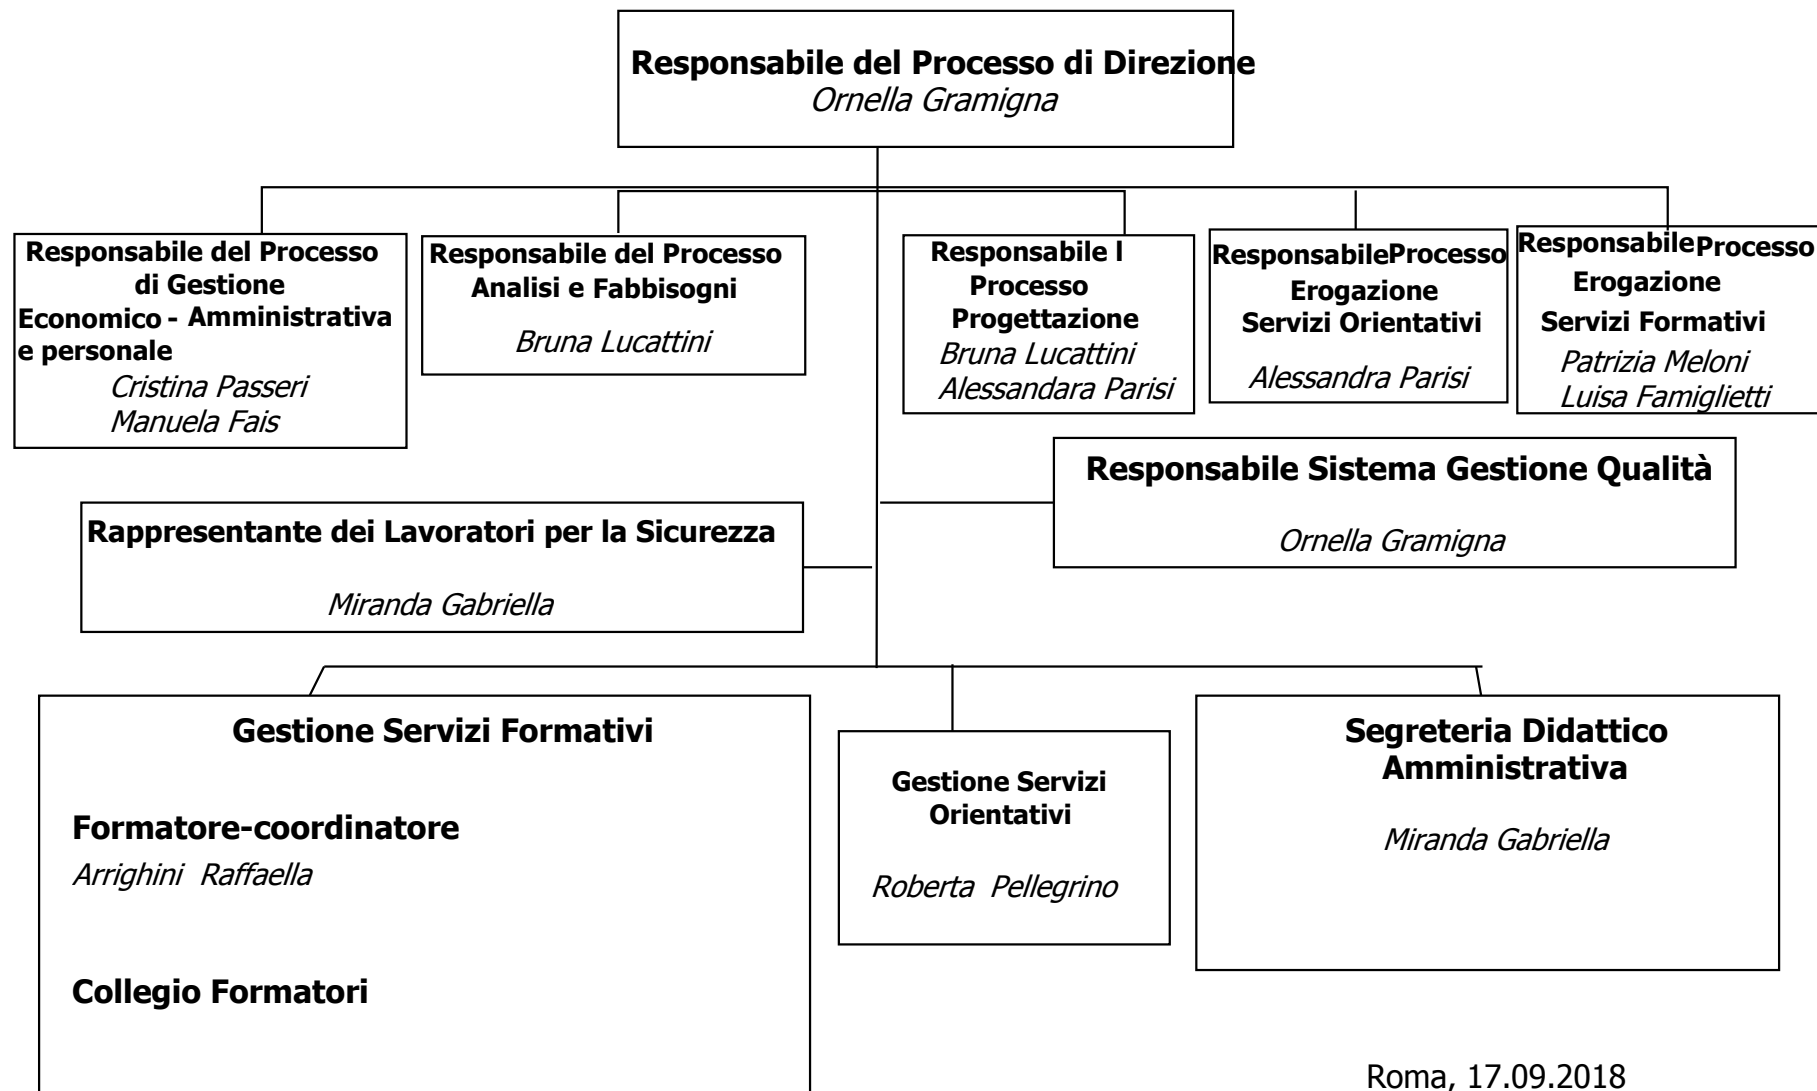 Responsabile del Processo di Direzione
Ornella Gramigna
Responsabile del Processo
di Gestione
Economico - Amministrativa
e personale
Cristina Passeri
Manuela Fais
Responsabile del Processo
Analisi e Fabbisogni
Bruna Lucattini
Responsabile l
Processo
Progettazione
Bruna Lucattini
Alessandara Parisi
Responsabile Processo
Erogazione
Servizi Orientativi
Alessandra Parisi
Responsabile Processo
Erogazione
Servizi Formativi
Patrizia Meloni
Luisa Famiglietti
Responsabile Sistema Gestione Qualità
Ornella Gramigna
Rappresentante dei Lavoratori per la Sicurezza
Miranda Gabriella
Gestione Servizi Formativi
Formatore-coordinatore
Arrighini Raffaella
Collegio Formatori
Gestione Servizi
Orientativi
Roberta Pellegrino
Segreteria Didattico
Amministrativa
Miranda Gabriella
Roma, 17.09.2018